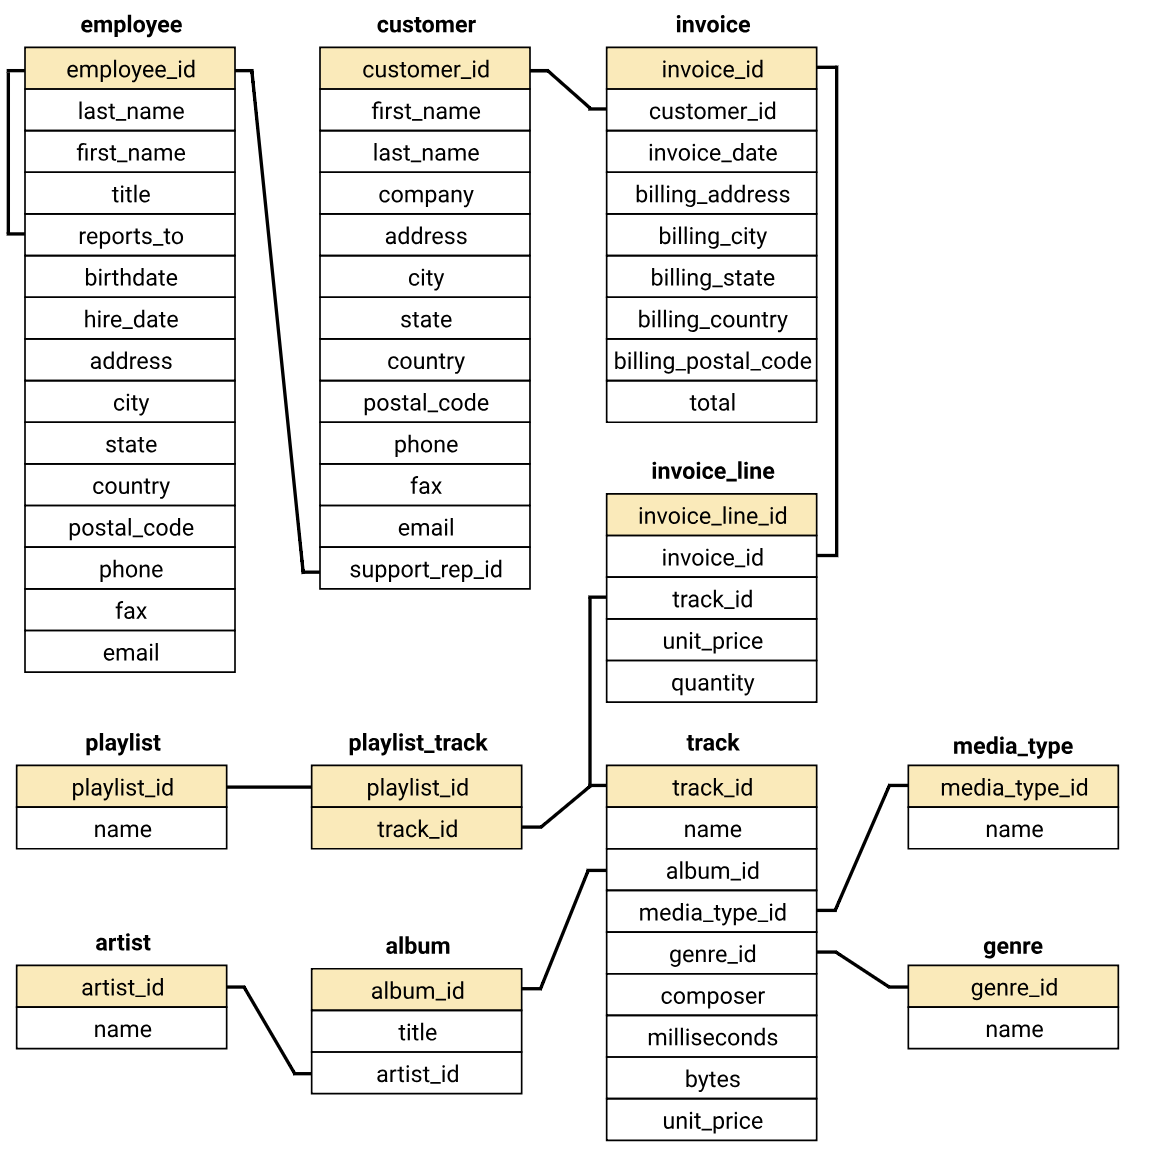 employee
employee_id
last_name
first_name
title
reports_to
birthdate
hire_date
address
city
state
country
postal_code
phone
fax
email
customer
customer_id
first_name
last_name
company
address
city
state
country
postal_code
phone
fax
email
support_rep_id
invoice
invoice_id
customer_id
invoice_date
billing_address
billing_city
billing_state
billing_country
billing_postal_code
total
invoice_line
invoice_line_id
invoice_id
track_id
unit_price
quantity
playlist
playlist_id
name
playlist_track
playlist_id
track_id
track
track_id
name
album_id
media_type_id
genre_id
composer
milliseconds
bytes
unit_price
media_type
media_type_id
name
artist
artist_id
name
album
album_id
title
artist_id
genre
genre_id
name